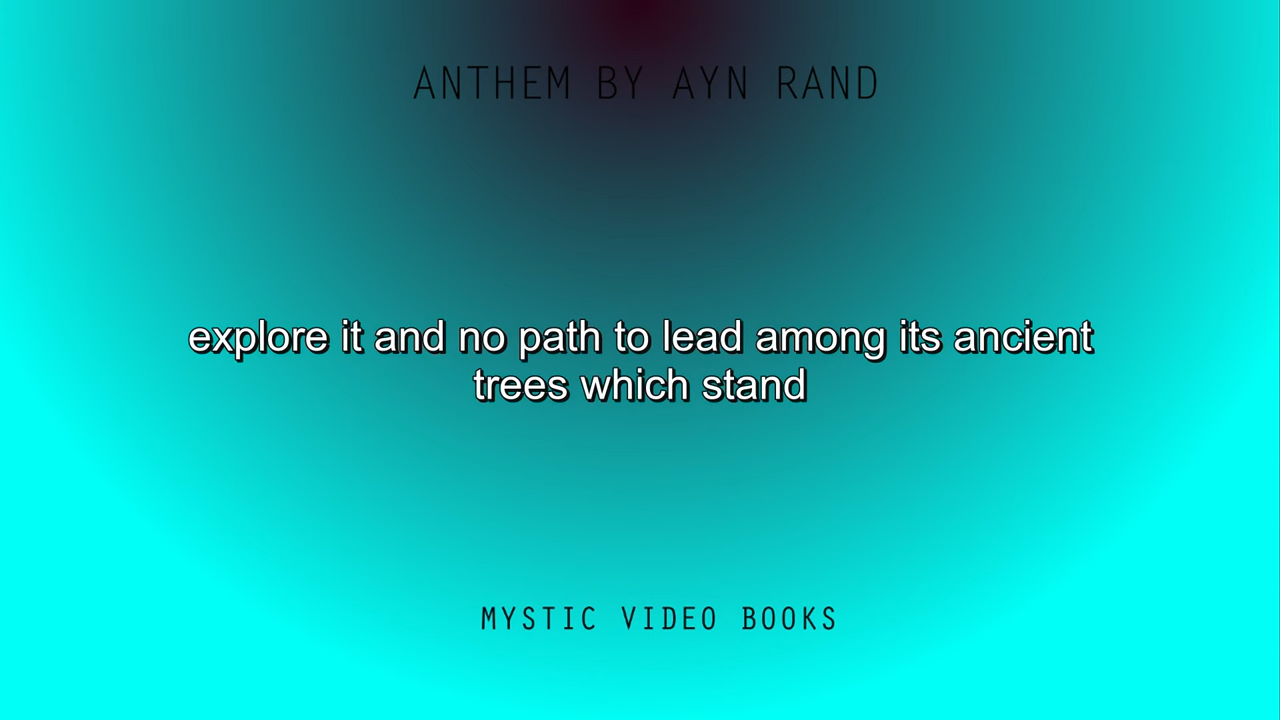 ANTHEM BY AYN RAND
explore it and no path to lead among its ancient
trees which stand
MYSTIC VIDEO BOOKS